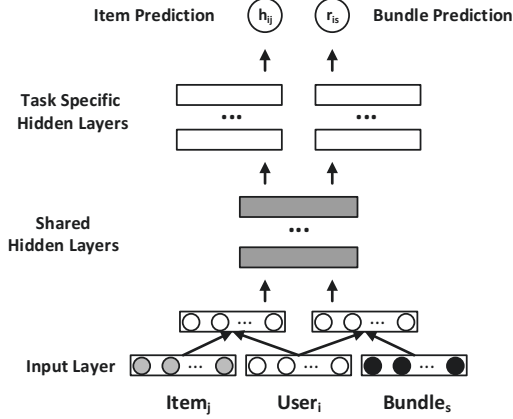 Item Prediction h_ij r_is Bundle Prediction
Task Specific
Hidden Layers
...
...
...
...
Shared
Hidden Layers
...
... ...
Input Layer ... ... ...
Item_j User_i Bundle_s